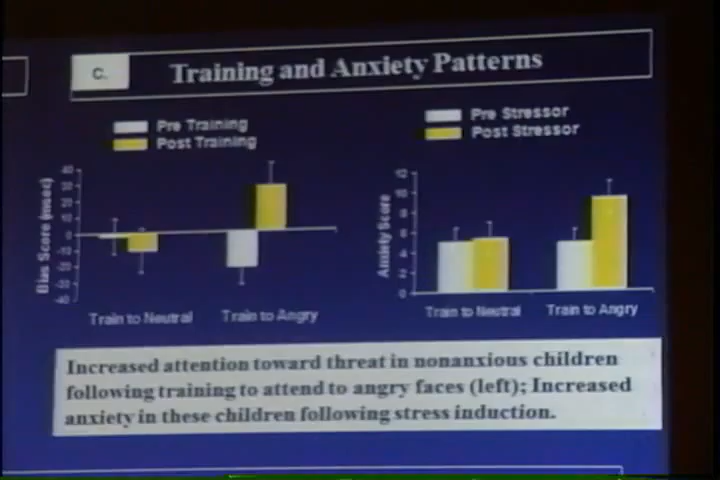 C.
Training and Anxiety Patterns
Pre Training
Post Training
Pre Stressor
Post Stressor
Bias Score (msec)
40
30
20
10
0
-10
-20
-30
-40
Train to Neutral
Train to Angry
Anxiety Score
12
10
8
6
4
2
0
Train to Neutral
Train to Angry
Increased attention toward threat in nonanxious children
following training to attend to angry faces (left); Increased
anxiety in these children following stress induction.